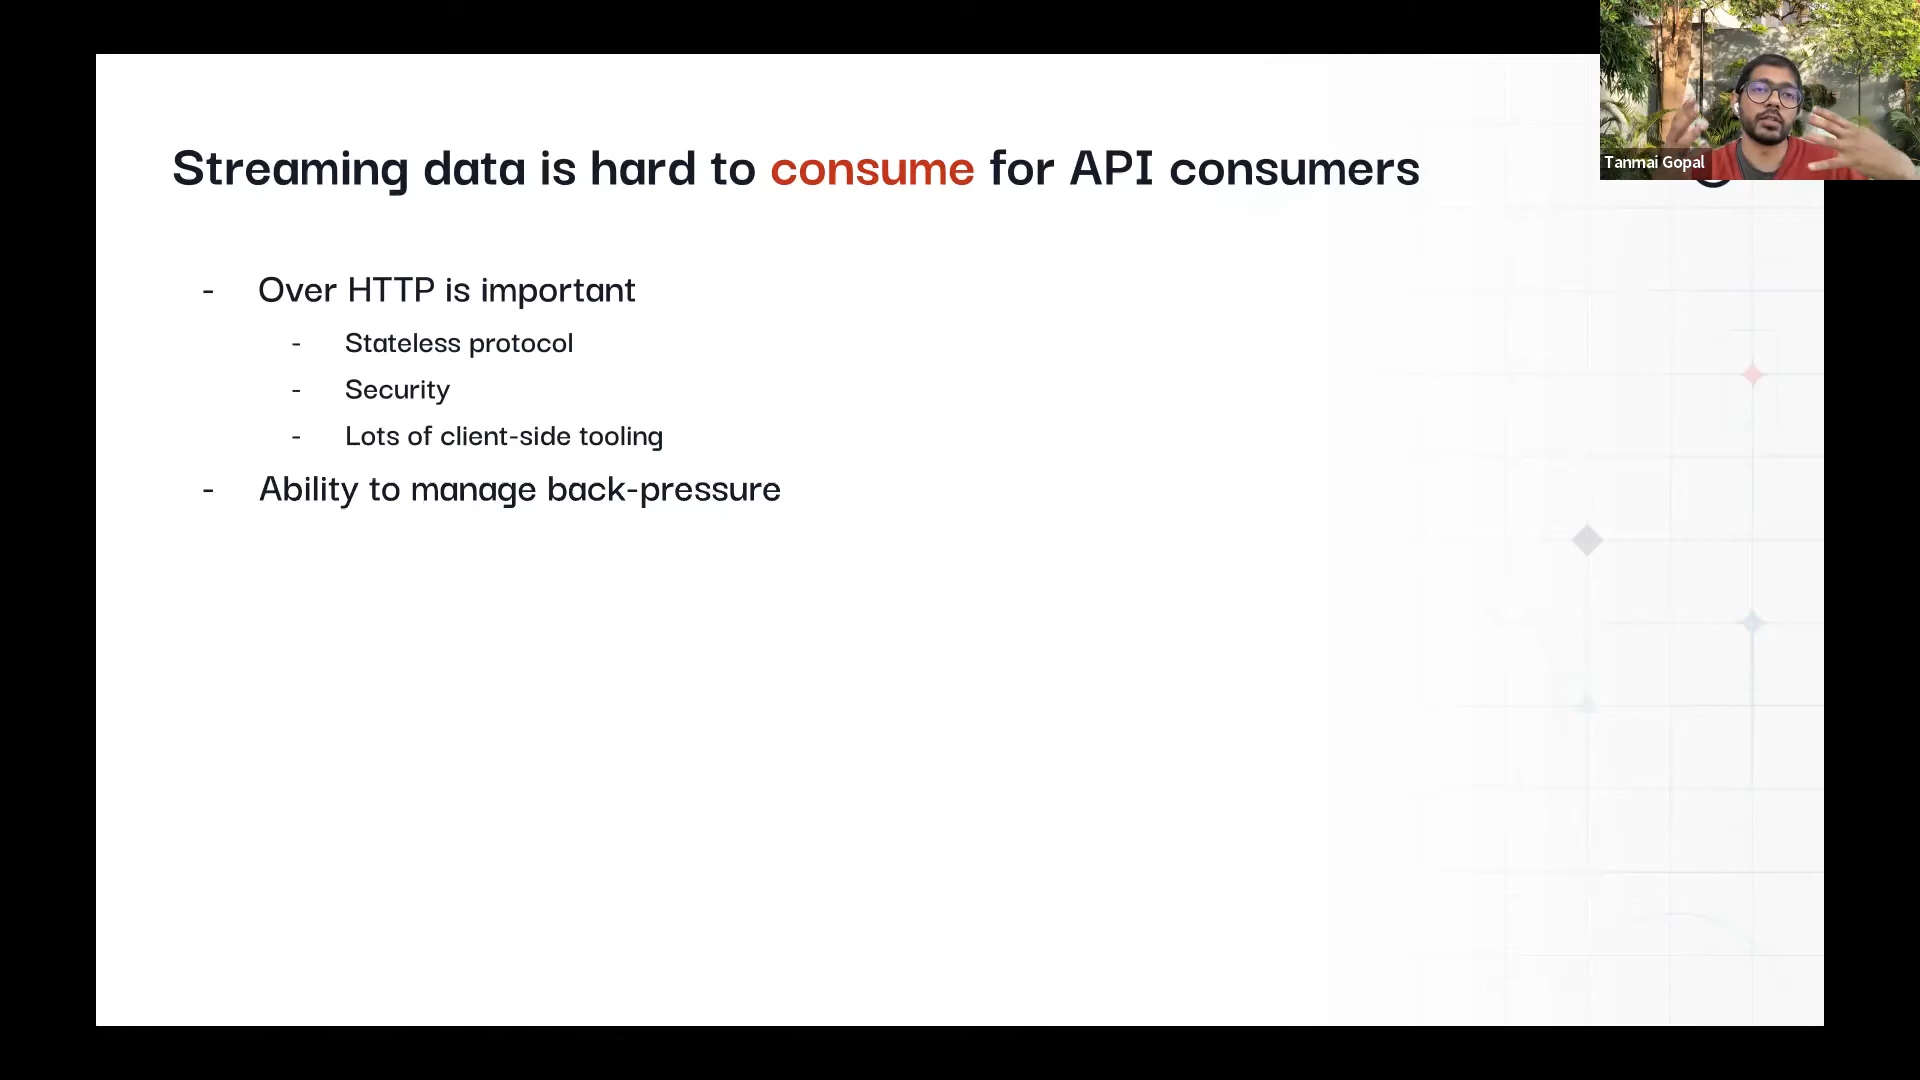 Streaming data is hard to consume for API consumers
- Over HTTP is important
- Stateless protocol
- Security
- Lots of client-side tooling
- Ability to manage back-pressure
Tanmai Gopal